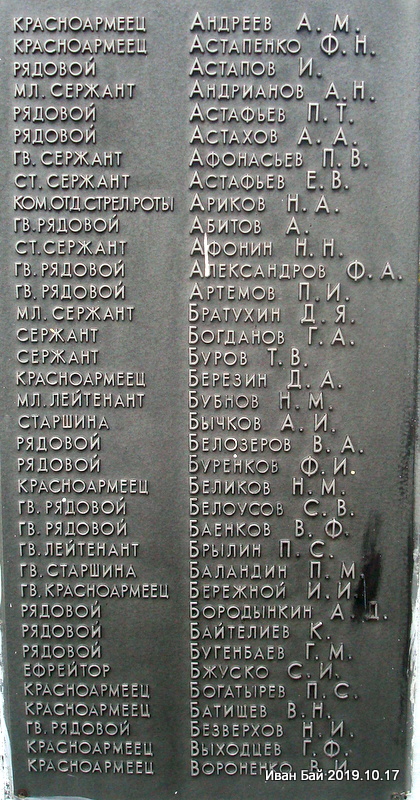 КРАСНОАРМЕЕЦ АНДРЕЕВ А. М.
КРАСНОАРМЕЕЦ АСТАПЕНКО Ф. Н.
РЯДОВОЙ АСТАПОВ И.
МЛ. СЕРЖАНТ АНДРИАНОВ А. Н.
РЯДОВОЙ АСТАФЬЕВ П. Т.
РЯДОВОЙ АСТАХОВ А. А.
ГВ. СЕРЖАНТ АФОНАСЬЕВ П. В.
СТ. СЕРЖАНТ АСТАФЬЕВ Е. В.
КОМ.ОТД.СТРЕЛ.РОТЫ АРИКОВ Н. А.
ГВ. РЯДОВОЙ АБИТОВ А.
СТ. СЕРЖАНТ АФОНИН Н. Н.
ГВ. РЯДОВОЙ АЛЕКСАНДРОВ Ф. А.
ГВ. РЯДОВОЙ АРТЕМОВ П. И.
МЛ. СЕРЖАНТ БРАТУХИН Д. Я.
СЕРЖАНТ БОГДАНОВ Г. А.
СЕРЖАНТ БУРОВ Т. В.
КРАСНОАРМЕЕЦ БЕРЕЗИН Д. А.
МЛ. ЛЕЙТЕНАНТ БУБНОВ Н. М.
СТАРШИНА БЫЧКОВ А. И.
РЯДОВОЙ БЕЛОЗЕРОВ В. А.
РЯДОВОЙ БУРЕНКОВ Ф. И.
КРАСНОАРМЕЕЦ БЕЛИКОВ Н. М.
ГВ. РЯДОВОЙ БЕЛОУСОВ С. В.
ГВ. РЯДОВОЙ БАЕНКОВ В. Ф.
ГВ. ЛЕЙТЕНАНТ БРЫЛИН П. С.
ГВ. СТАРШИНА БАЛАНДИН П. М.
ГВ. КРАСНОАРМЕЕЦ БЕРЕЖНОЙ И. И.
РЯДОВОЙ БОРОДЫНКИН А. Д.
РЯДОВОЙ БАЙТЕЛИЕВ К.
РЯДОВОЙ БУГЕНБАЕВ Г. М.
ЕФРЕЙТОР БЖУСКО С. И.
КРАСНОАРМЕЕЦ БОГАТЫРЕВ П. С.
КРАСНОАРМЕЕЦ БАТИЩЕВ В. Н.
ГВ. РЯДОВОЙ БЕЗВЕРХОВ Н. И.
КРАСНОАРМЕЕЦ ВЫХОДЦЕВ Г. Ф.
КРАСНОАРМЕЕЦ ВОРОНЕНКО В. И.
Иван Бай 2019.10.17